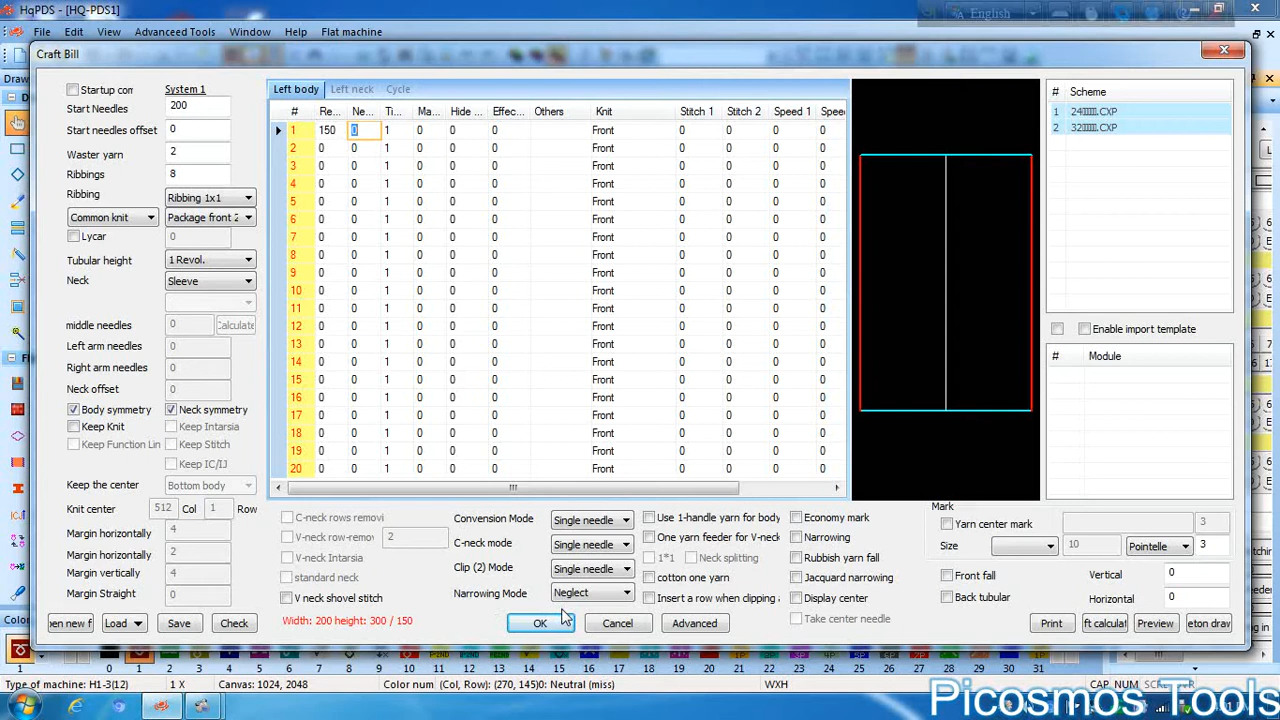 HqPDS - [HQ-PDS1]
English
File Edit View Advanceed Tools Window Help Flat machine
Craft Bill
Startup com System 1
Start Needles 200
Start needles offset 0
Waster yarn 2
Ribbings 8
Ribbing Ribbing 1x1
Common knit Package front 2
Lycar 0
Tubular height 1 Revol.
Neck Sleeve
middle needles 0 Calculate
Left arm needles 0
Right arm needles 0
Neck offset 0
Body symmetry Neck symmetry
Keep Knit Keep Intarsia
Keep Function Lin Keep Stitch
Keep IC/IJ
Keep the center Bottom body
Knit center 512 Col 1 Row
Margin horizontally 4
Margin horizontally 2
Margin vertically 4
Margin Straight 0
Left body Left neck Cycle
# Re... Ne... Ti... Ma... Hide ... Effec... Others Knit Stitch 1 Stitch 2 Speed 1 Spee
1 150 0 1 0 0 0 Front 0 0 0 0
2 0 0 1 0 0 0 Front 0 0 0 0
3 0 0 1 0 0 0 Front 0 0 0 0
4 0 0 1 0 0 0 Front 0 0 0 0
5 0 0 1 0 0 0 Front 0 0 0 0
6 0 0 1 0 0 0 Front 0 0 0 0
7 0 0 1 0 0 0 Front 0 0 0 0
8 0 0 1 0 0 0 Front 0 0 0 0
9 0 0 1 0 0 0 Front 0 0 0 0
10 0 0 1 0 0 0 Front 0 0 0 0
11 0 0 1 0 0 0 Front 0 0 0 0
12 0 0 1 0 0 0 Front 0 0 0 0
13 0 0 1 0 0 0 Front 0 0 0 0
14 0 0 1 0 0 0 Front 0 0 0 0
15 0 0 1 0 0 0 Front 0 0 0 0
16 0 0 1 0 0 0 Front 0 0 0 0
17 0 0 1 0 0 0 Front 0 0 0 0
18 0 0 1 0 0 0 Front 0 0 0 0
19 0 0 1 0 0 0 Front 0 0 0 0
20 0 0 1 0 0 0 Front 0 0 0 0
# Scheme
1 24 .CXP
2 32 .CXP
Enable import template
# Module
C-neck rows removi Convension Mode Single needle Use 1-handle yarn for body Economy mark
V-neck row-remov 2 C-neck mode Single needle One yarn feeder for V-neck Narrowing
V-neck Intarsia Clip (2) Mode Single needle 1*1 Neck splitting Rubbish yarn fall
standard neck Narrowing Mode Neglect cotton one yarn Jacquard narrowing
V neck shovel stitch Insert a row when clipping Display center
Take center needle
Mark
Yarn center mark 3
Size 10 Pointelle 3
Front fall Vertical 0
Back tubular Horizontal 0
pen new f Load Save Check Width: 200 height: 300 / 150 OK Cancel Advanced Print ft calculat Preview eton draw
1 14 15 16 17 18 19 20 21 22 23 24 25 26 27 28 29 30 31
Type of machine: H1-3(12) 1 X Canvas: 1024, 2048 Color num (Col, Row): (270, 145)0: Neutral (miss) WXH CAP NUM SCRL
Picosmos Tools